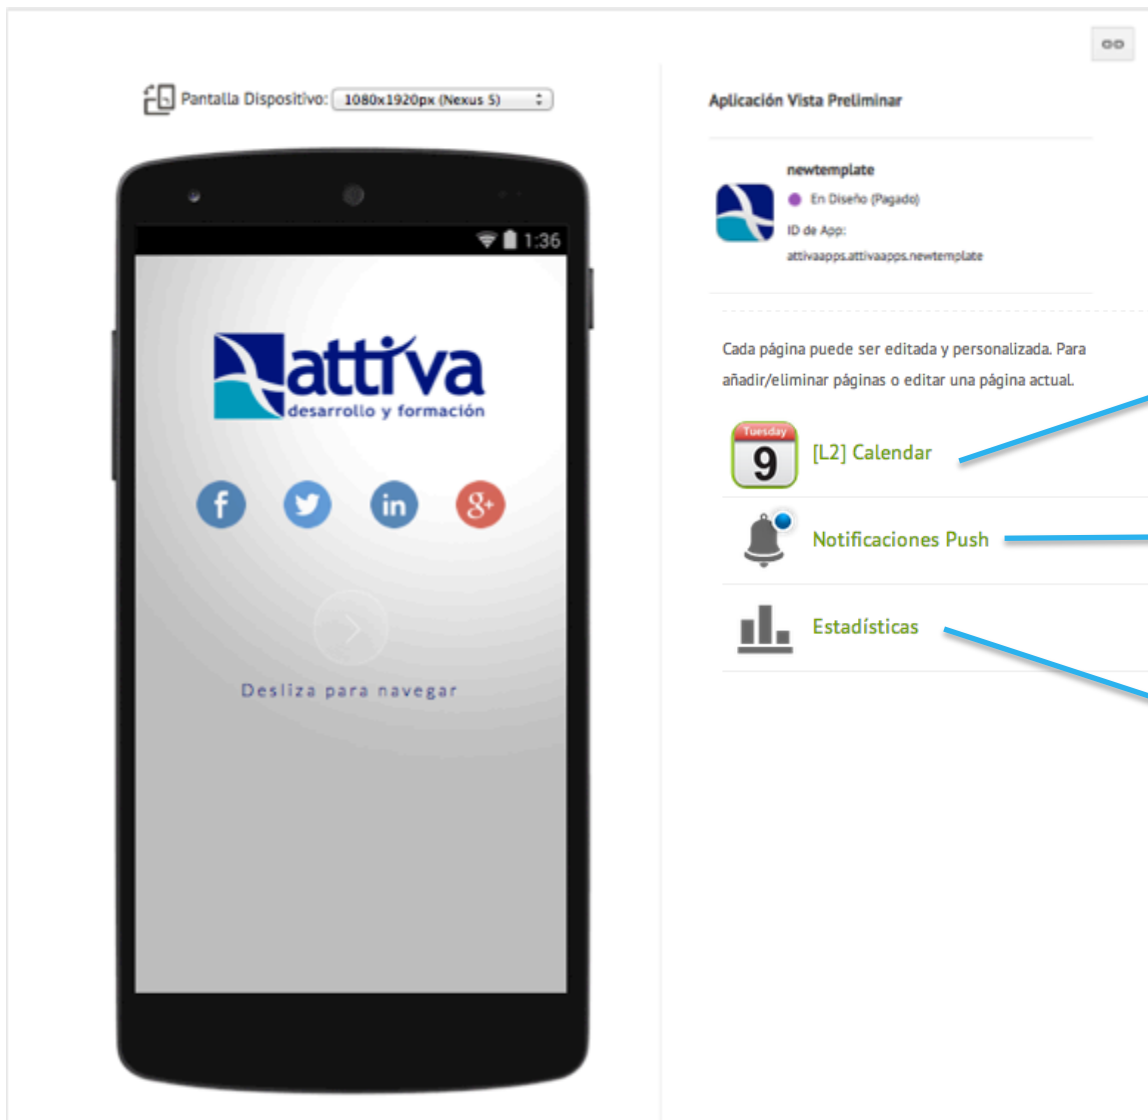 Pantalla Dispositivo: 1080x1920px (Nexus 5)
1:36
attiva
desarrollo y formación
f
in
g+
Desliza para navegar
Aplicación Vista Preliminar
newtemplate
En Diseño (Pagado)
ID de App:
attivaapps.attivaapps.newtemplate
Cada página puede ser editada y personalizada. Para
añadir/eliminar páginas o editar una página actual.
Tuesday
9
[L2] Calendar
Notificaciones Push
Estadísticas